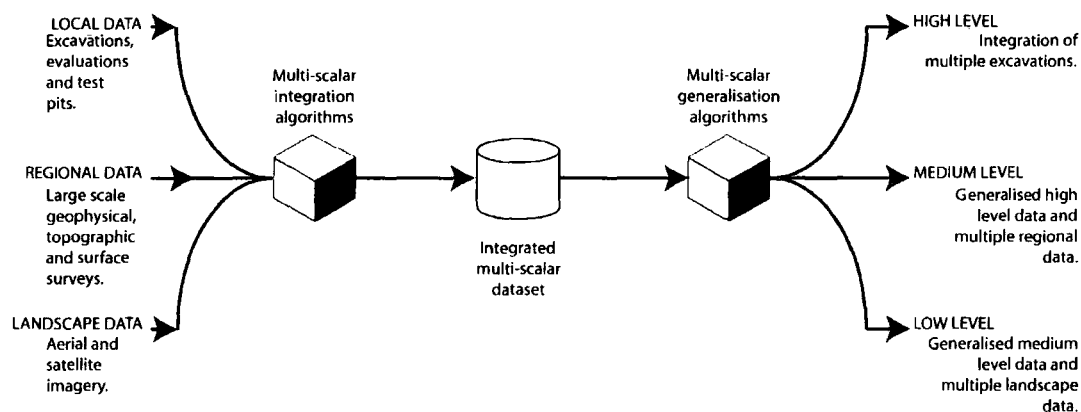 LOCAL DATA
Excavations,
evaluations
and test
pits.
REGIONAL DATA
Large scale
geophysical,
topographic
and surface
surveys.
LANDSCAPE DATA
Aerial and
satellite
imagery.
Multi-scalar
integration
algorithms
Integrated
multi-scalar
dataset
Multi-scalar
generalisation
algorithms
HIGH LEVEL
Integration of
multiple excavations.
MEDIUM LEVEL
Generalised high
level data and
multiple regional
data.
LOW LEVEL
Generalised medium
level data and
multiple landscape
data.